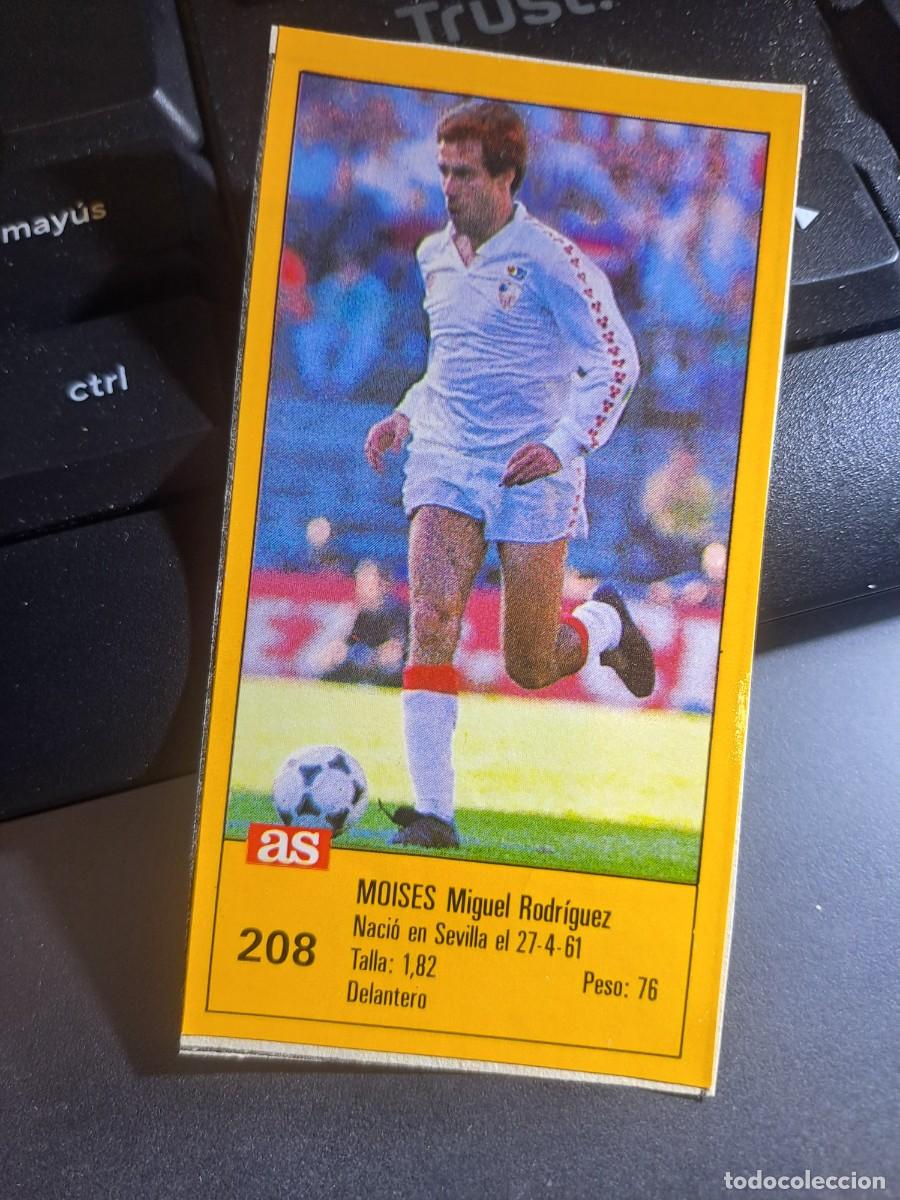 Trust.
mayús
ctrl
as
208
MOISES Miguel Rodríguez
Nació en Sevilla el 27-4-61
Talla: 1,82
Peso: 76
Delantero
todocoleccion